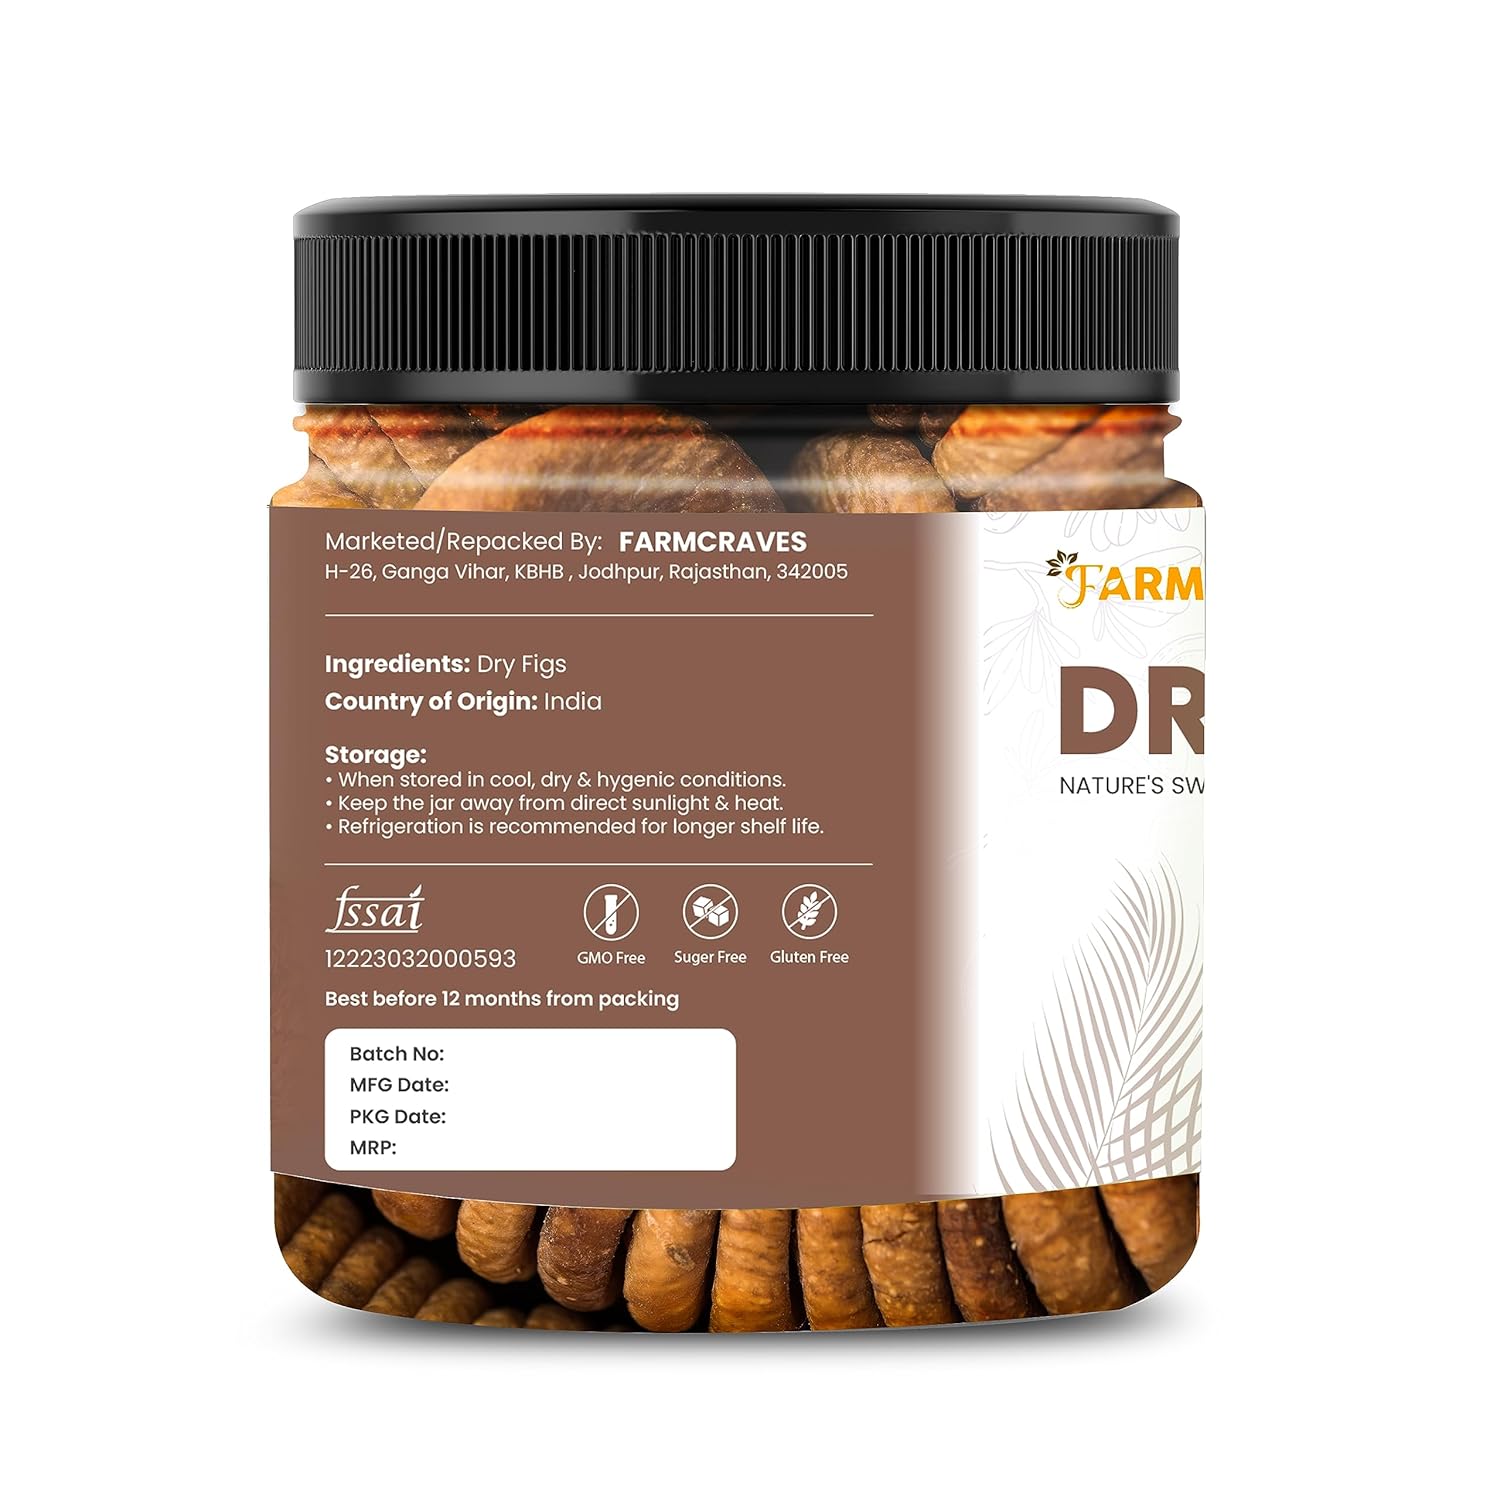 Marketed/Repacked By: FARMCRAVES
H-26, Ganga Vihar, KBHB , Jodhpur, Rajasthan, 342005
Ingredients: Dry Figs
Country of Origin: India
Storage:
• When stored in cool, dry & hygenic conditions.
• Keep the jar away from direct sunlight & heat.
• Refrigeration is recommended for longer shelf life.
fssai
12223032000593
GMO Free
Suger Free
Gluten Free
Best before 12 months from packing
Batch No:
MFG Date:
PKG Date:
MRP:
FARM
DR
NATURE'S SW